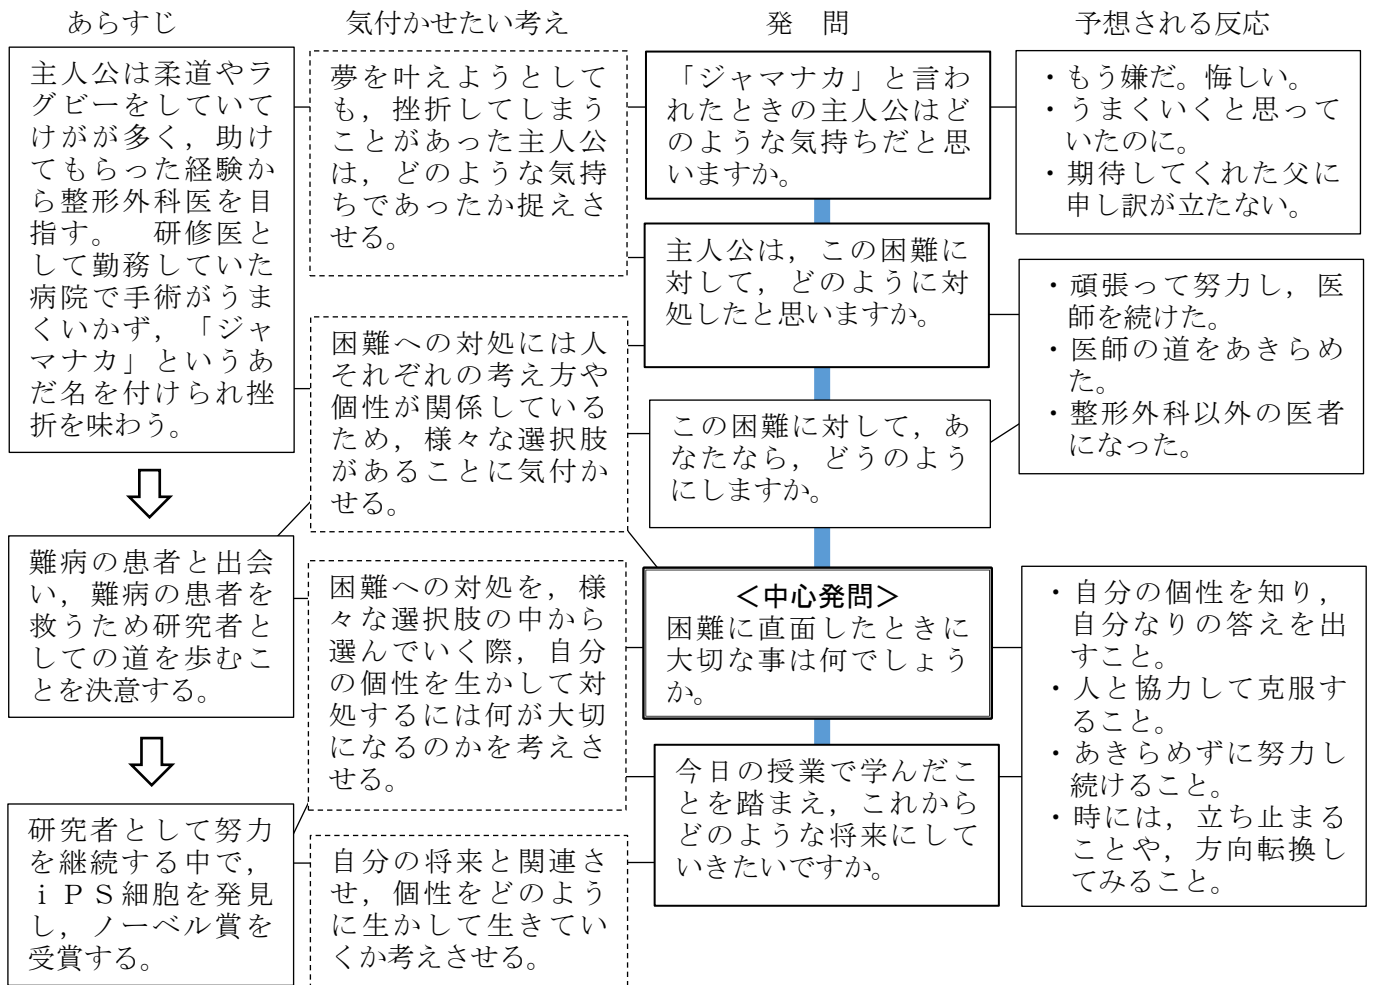 あらすじ
主人公は柔道やラ
グビーをしていて
けがが多く，助け
てもらった経験か
ら整形外科医を目
指す。　研修医と
して勤務していた
病院で手術がうま
くいかず，「ジャ
マナカ」というあ
だ名を付けられ挫
折を味わう。
難病の患者と出会
い，難病の患者を
救うため研究者と
しての道を歩むこ
とを決意する。
研究者として努力
を継続する中で，
ｉＰＳ細胞を発見
し，ノーベル賞を
受賞する。
気付かせたい考え
夢を叶えようとして
も，挫折してしまう
ことがあった主人公
は，どのような気持
ちであったか捉えさ
せる。
困難への対処には人
それぞれの考え方や
個性が関係している
ため，様々な選択肢
があることに気付か
せる。
困難への対処を，様
々な選択肢の中から
選んでいく際，自分
の個性を生かして対
処するには何が大切
になるのかを考えさ
せる。
自分の将来と関連さ
せ，個性をどのよう
に生かして生きてい
くか考えさせる。
発　問
「ジャマナカ」と言わ
れたときの主人公はど
のような気持ちだと思
いますか。
主人公は，この困難に
対して，どのように対
処したと思いますか。
この困難に対して，あ
なたなら，どうのよう
にしますか。
＜中心発問＞
困難に直面したときに
大切な事は何でしょう
か。
今日の授業で学んだこ
とを踏まえ，これから
どのような将来にして
いきたいですか。
予想される反応
・もう嫌だ。悔しい。
・うまくいくと思って
いたのに。
・期待してくれた父に
申し訳が立たない。
・頑張って努力し，医
師を続けた。
・医師の道をあきらめ
た。
・整形外科以外の医者
になった。
・自分の個性を知り，
自分なりの答えを出
すこと。
・人と協力して克服す
ること。
・あきらめずに努力し
続けること。
・時には，立ち止まる
ことや，方向転換し
てみること。